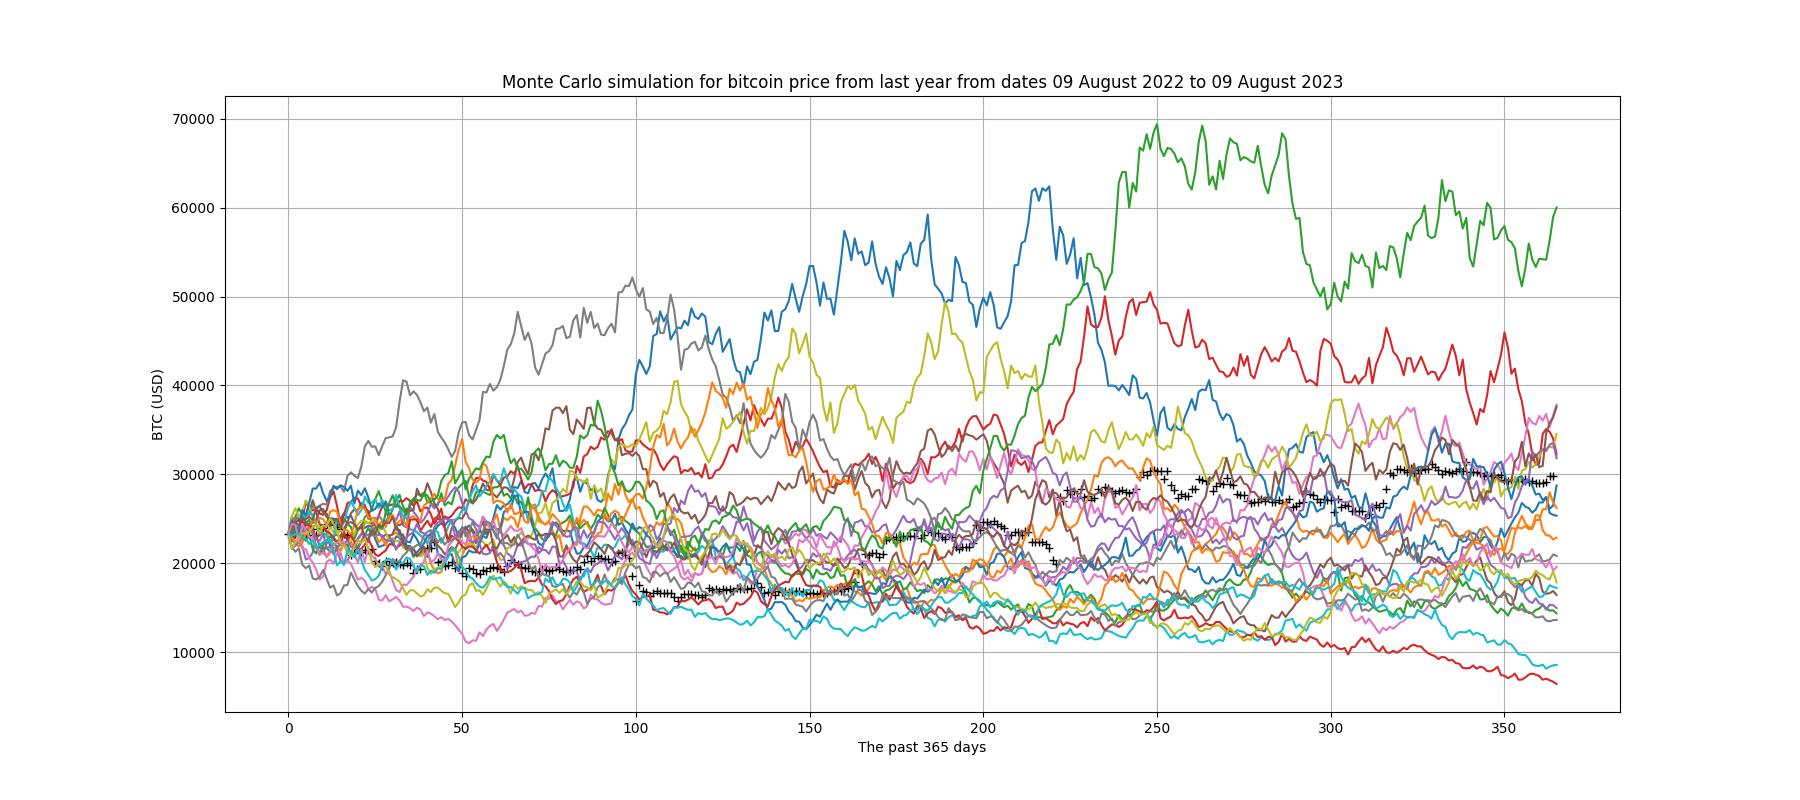 Monte Carlo simulation for bitcoin price from last year from dates 09 August 2022 to 09 August 2023
70000
60000
50000
40000
30000
20000
10000
BTC (USD)
0 50 100 150 200 250 300 350
The past 365 days